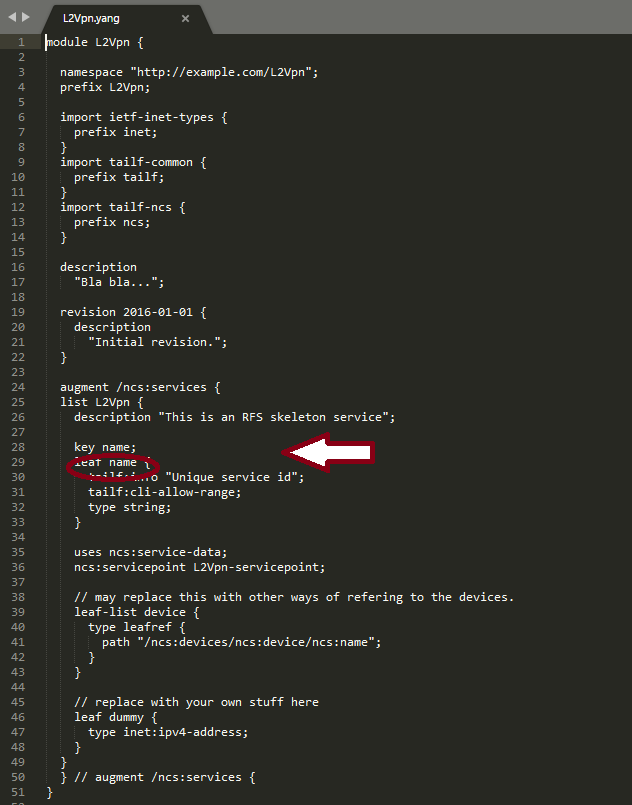 L2Vpn.yang ×
1 module L2Vpn {
2
3 namespace "http://example.com/L2Vpn";
4 prefix L2Vpn;
5
6 import ietf-inet-types {
7 prefix inet;
8 }
9 import tailf-common {
10 prefix tailf;
11 }
12 import tailf-ncs {
13 prefix ncs;
14 }
15
16 description
17 "Bla bla...";
18
19 revision 2016-01-01 {
20 description
21 "Initial revision.";
22 }
23
24 augment /ncs:services {
25 list L2Vpn {
26 description "This is an RFS skeleton service";
27
28 key name;
29 leaf name {
30 tailf:info "Unique service id";
31 tailf:cli-allow-range;
32 type string;
33 }
34
35 uses ncs:service-data;
36 ncs:servicepoint L2Vpn-servicepoint;
37
38 // may replace this with other ways of refering to the devices.
39 leaf-list device {
40 type leafref {
41 path "/ncs:devices/ncs:device/ncs:name";
42 }
43 }
44
45 // replace with your own stuff here
46 leaf dummy {
47 type inet:ipv4-address;
48 }
49 }
50 } // augment /ncs:services {
51 }